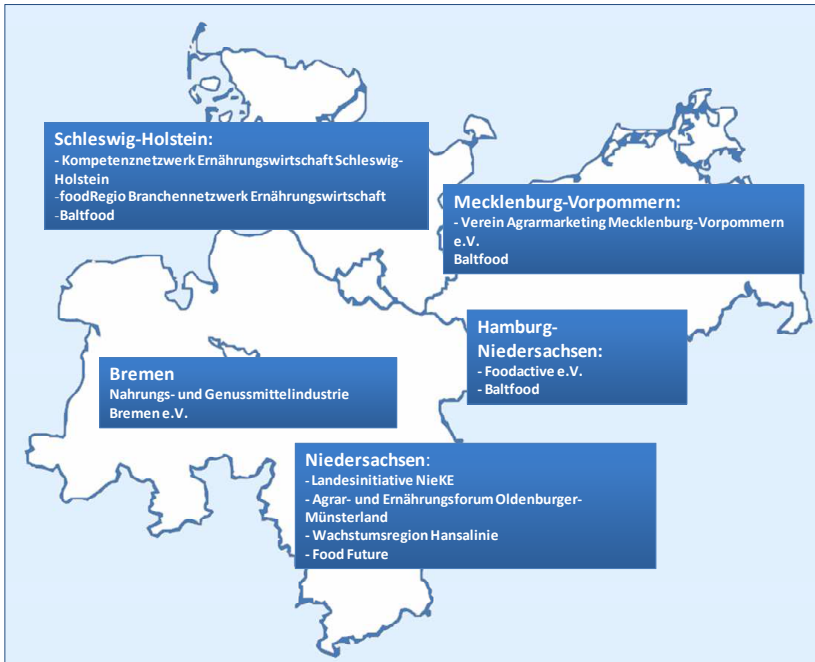 Schleswig-Holstein:
- Kompetenznetzwerk Ernährungswirtschaft Schleswig-
Holstein
-foodRegio Branchennetzwerk Ernährungswirtschaft
-Baltfood
Mecklenburg-Vorpommern:
- Verein Agrarmarketing Mecklenburg-Vorpommern
e.V.
Baltfood
Hamburg-
Niedersachsen:
- Foodactive e.V.
- Baltfood
Bremen
Nahrungs- und Genussmittelindustrie
Bremen e.V.
Niedersachsen:
- Landesinitiative NieKE
- Agrar- und Ernährungsforum Oldenburger-
Münsterland
- Wachstumsregion Hansalinie
- Food Future